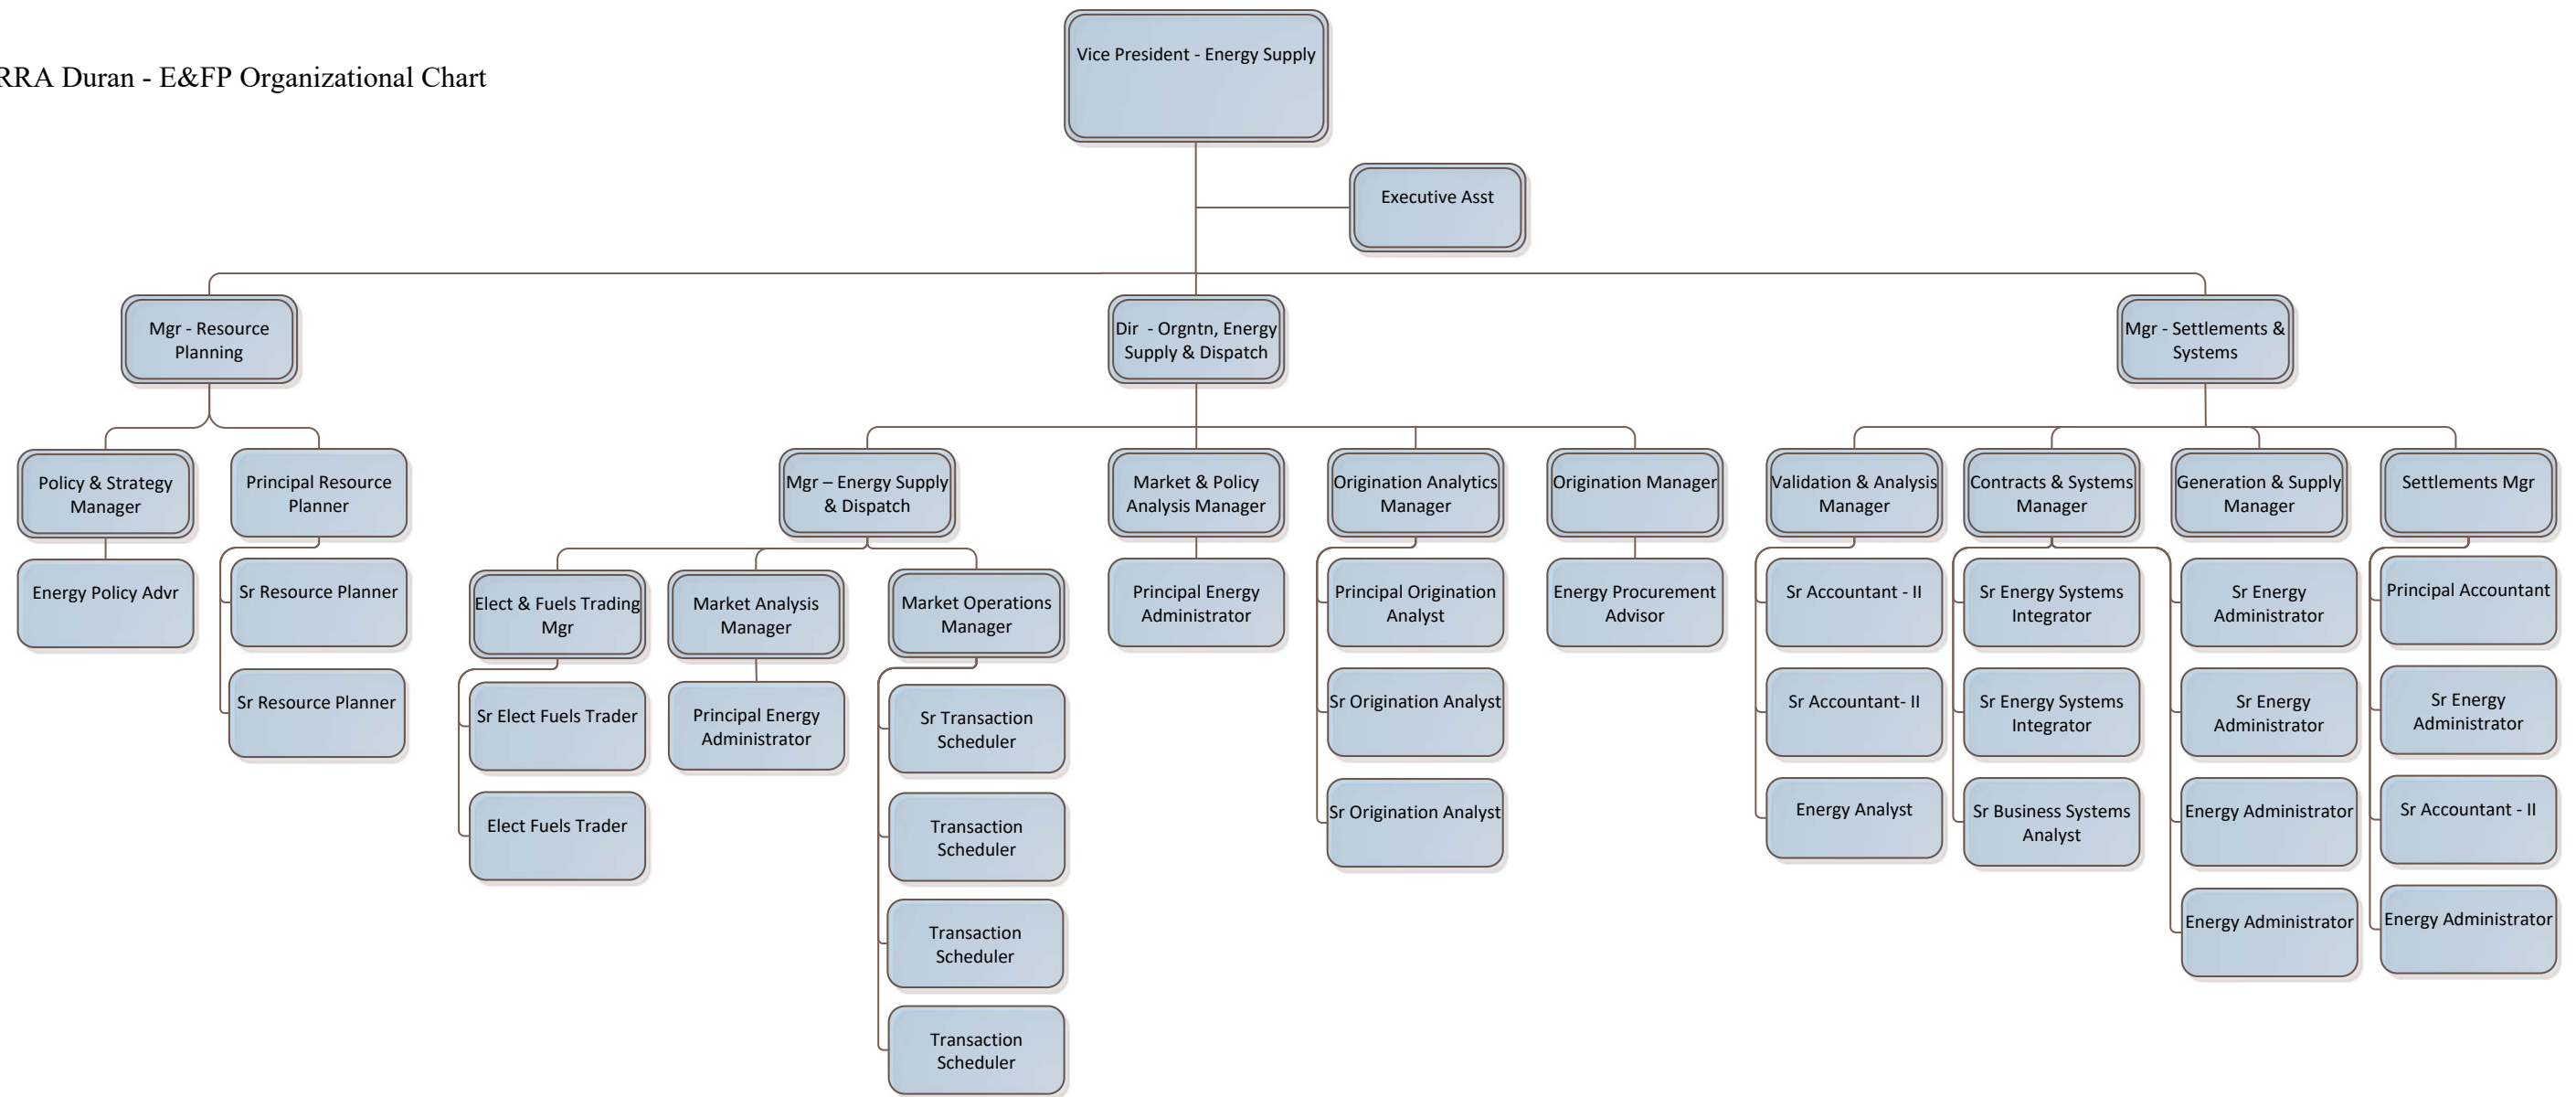 Vice President - Energy Supply
RRA Duran - E&FP Organizational Chart
Executive Asst
Mgr - Resource
Planning
Dir  - Orgntn, Energy
Supply & Dispatch
Mgr - Settlements &
Systems
Policy & Strategy
Manager
Principal Resource
Planner
Mgr – Energy Supply
& Dispatch
Market & Policy
Analysis Manager
Origination Analytics
Manager
Origination Manager
Validation & Analysis
Manager
Contracts & Systems
Manager
Generation & Supply
Manager
Settlements Mgr
Energy Policy Advr
Sr Resource Planner
Sr Resource Planner
Elect & Fuels Trading
Mgr
Market Analysis
Manager
Market Operations
Manager
Sr Elect Fuels Trader
Elect Fuels Trader
Principal Energy
Administrator
Sr Transaction
Scheduler
Transaction
Scheduler
Transaction
Scheduler
Transaction
Scheduler
Principal Energy
Administrator
Principal Origination
Analyst
Sr Origination Analyst
Sr Origination Analyst
Energy Procurement
Advisor
Sr Accountant - II
Sr Accountant- II
Energy Analyst
Sr Energy Systems
Integrator
Sr Energy Systems
Integrator
Sr Business Systems
Analyst
Sr Energy
Administrator
Sr Energy
Administrator
Energy Administrator
Energy Administrator
Principal Accountant
Sr Energy
Administrator
Sr Accountant - II
Energy Administrator